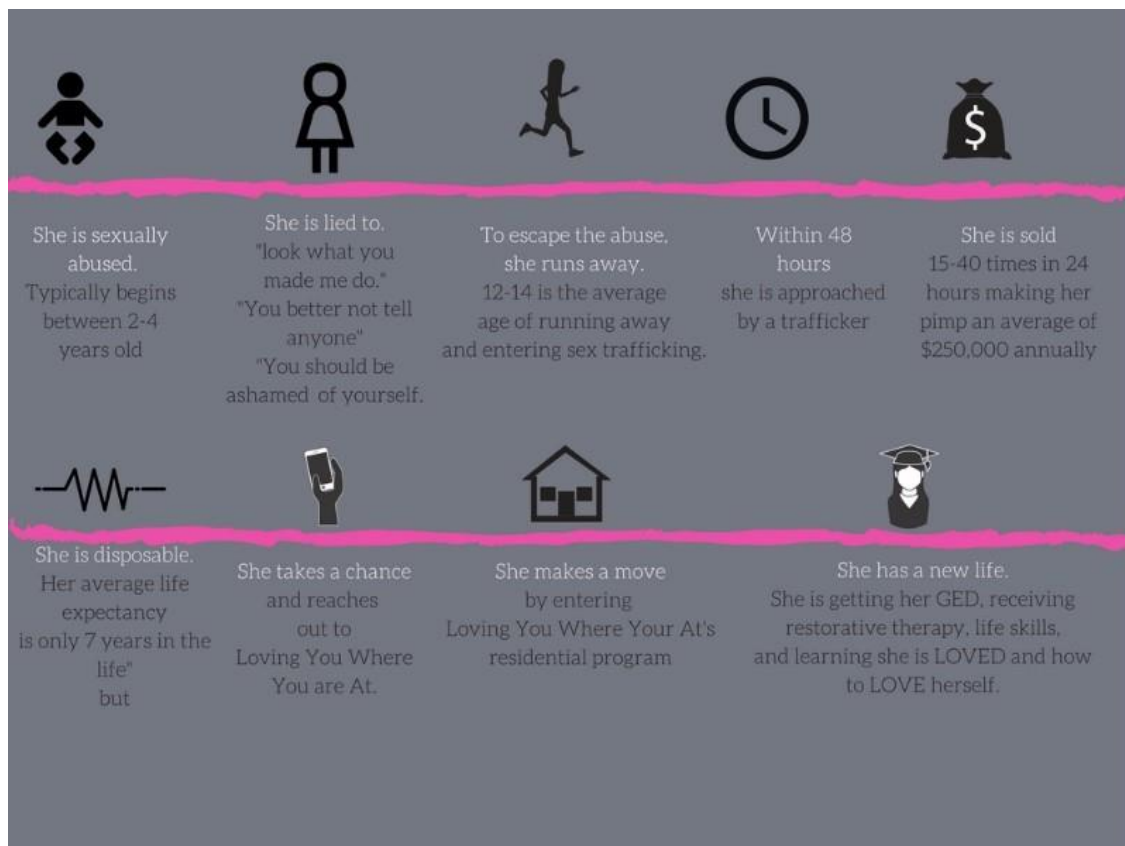 She is sexually
abused.
Typically begins
between 2-4
years old
She is lied to.
"look what you
made me do."
"You better not tell
anyone"
"You should be
ashamed of yourself.
To escape the abuse,
she runs away.
12-14 is the average
age of running away
and entering sex trafficking.
Within 48
hours
she is approached
by a trafficker
$
She is sold
15-40 times in 24
hours making her
pimp an average of
$250,000 annually
She is disposable.
Her average life
expectancy
is only 7 years in the
life"
but
She takes a chance
and reaches
out to
Loving You Where
You are At.
She makes a move
by entering
Loving You Where Your At's
residential program
She has a new life.
She is getting her GED, receiving
restorative therapy, life skills,
and learning she is LOVED and how
to LOVE herself.